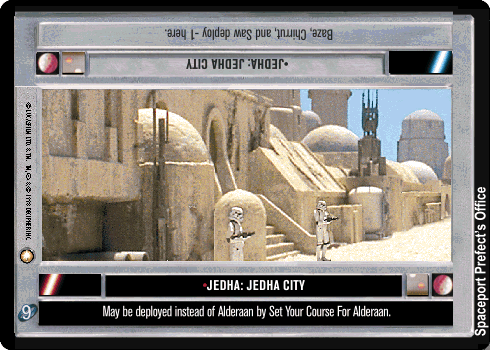 Baze, Chirrut, and Saw deploy -1 here.
•JEDHA: JEDHA CITY
•JEDHA: JEDHA CITY
May be deployed instead of Alderaan by Set Your Course For Alderaan.
9
Spaceport Prefect's Office